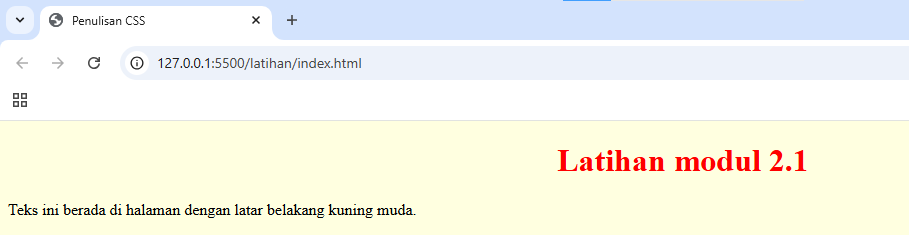 Penulisan CSS
127.0.0.1:5500/latihan/index.html
Latihan modul 2.1
Teks ini berada di halaman dengan latar belakang kuning muda.